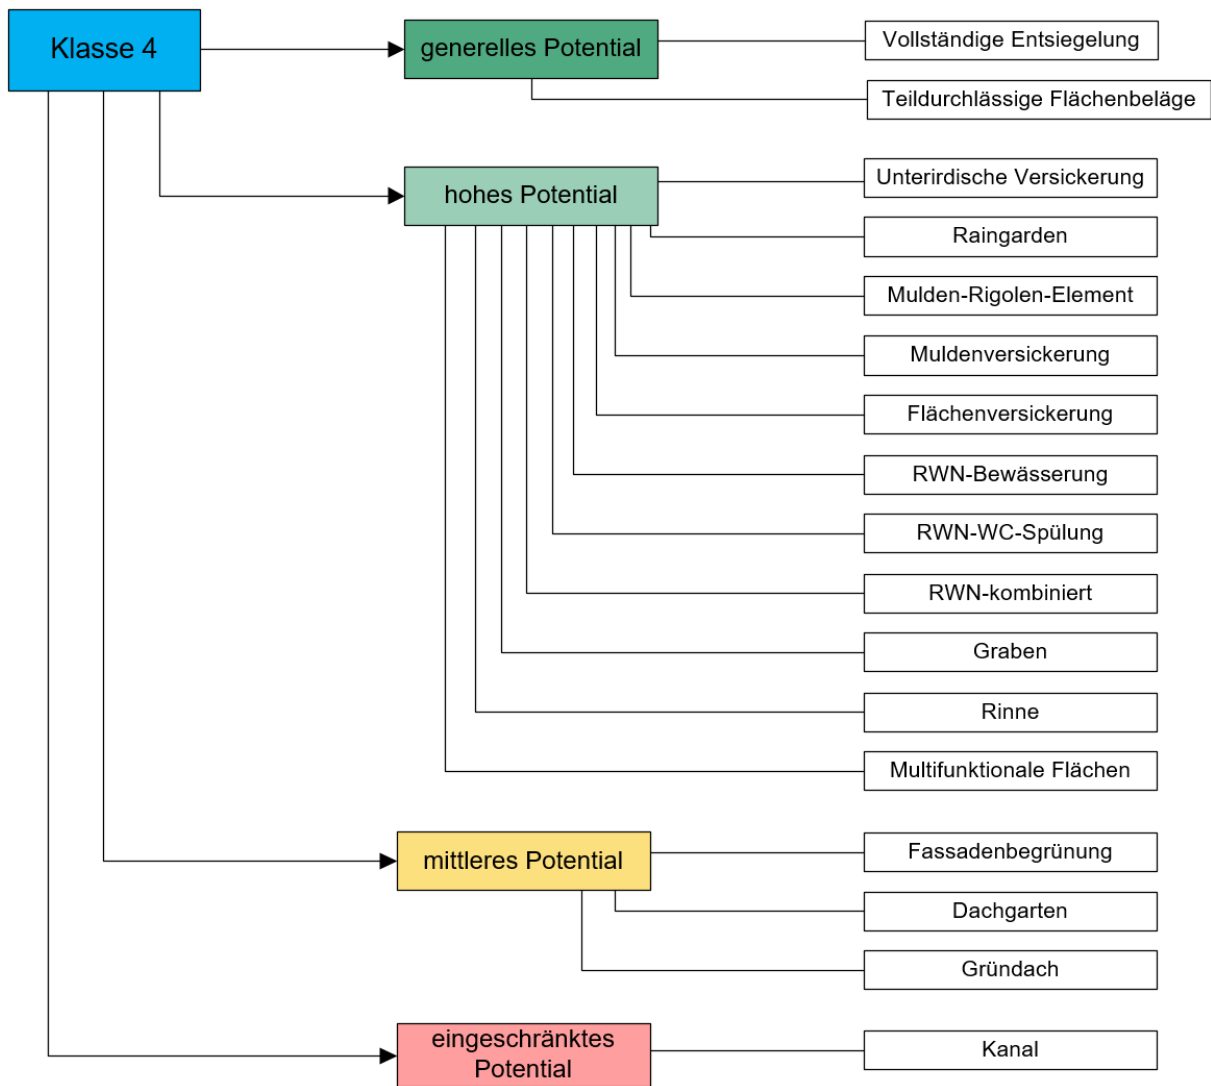 Klasse 4
generelles Potential
Vollständige Entsiegelung
Teildurchlässige Flächenbeläge
hohes Potential
Unterirdische Versickerung
Raingarden
Mulden-Rigolen-Element
Muldenversickerung
Flächenversickerung
RWN-Bewässerung
RWN-WC-Spülung
RWN-kombiniert
Graben
Rinne
Multifunktionale Flächen
mittleres Potential
Fassadenbegrünung
Dachgarten
Gründach
eingeschränktes
Potential
Kanal